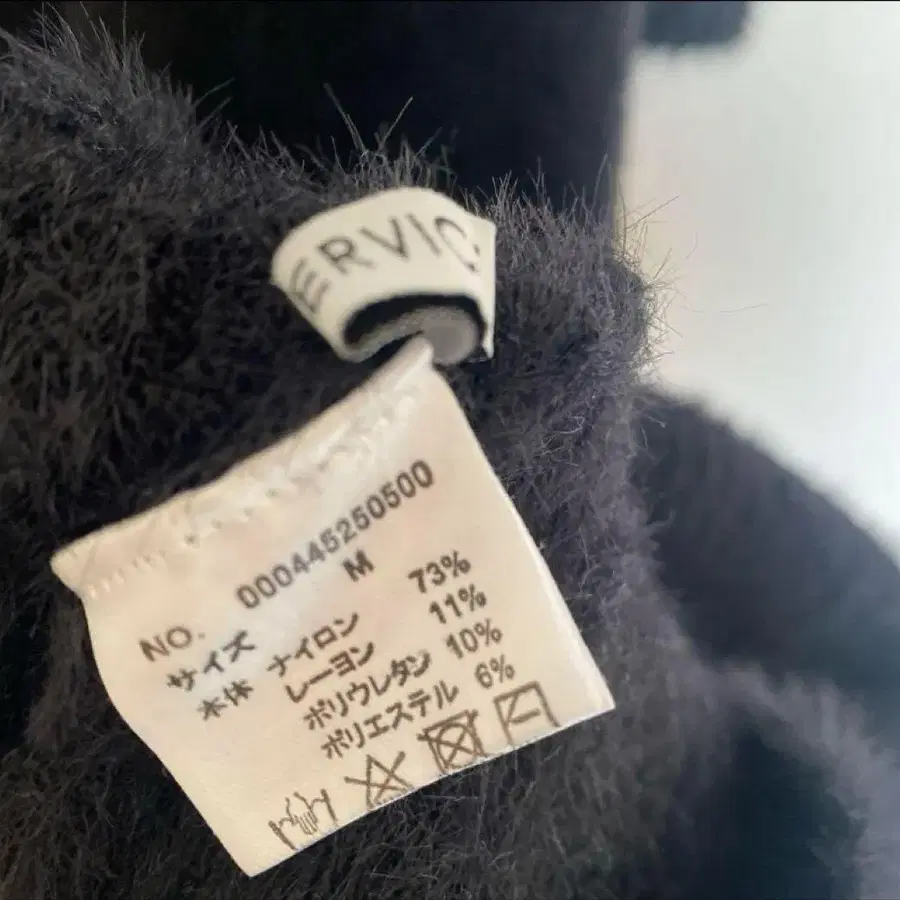 ERVIC
NO. 000445250500
サイズ M
本体 ナイロン 73%
レーヨン 11%
ポリウレタン 10%
ポリエステル 6%